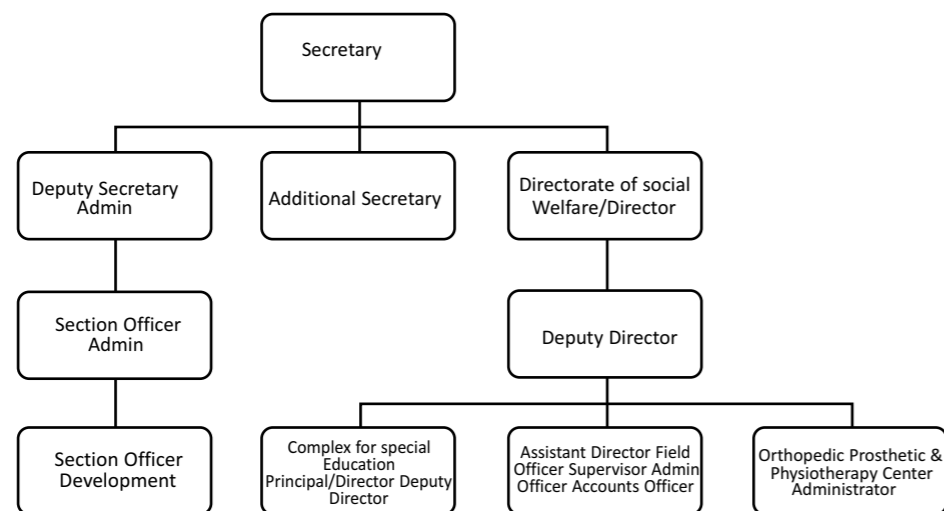 Secretary
Deputy Secretary
Admin
Additional Secretary
Directorate of social
Welfare/Director
Section Officer
Admin
Deputy Director
Section Officer
Development
Complex for special
Education
Principal/Director Deputy
Director
Assistant Director Field
Officer Supervisor Admin
Officer Accounts Officer
Orthopedic Prosthetic &
Physiotherapy Center
Administrator